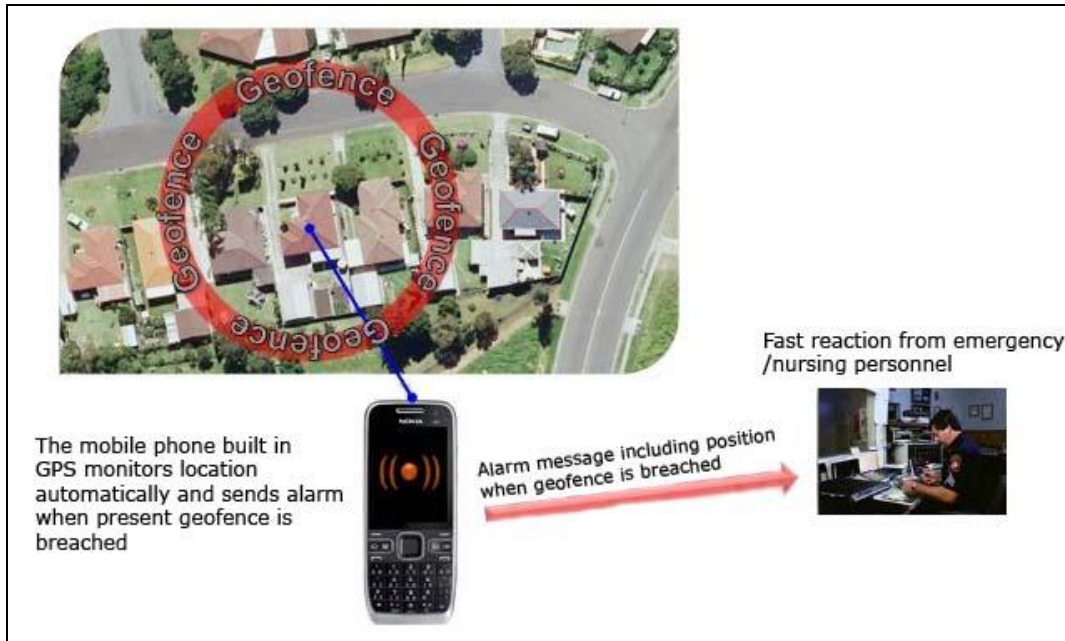 Geofence
Geofence
Geofence
Geofence
Fast reaction from emergency
/nursing personnel
The mobile phone built in
GPS monitors location
automatically and sends alarm
when present geofence is
breached
NOKIA
Alarm message including position
when geofence is breached